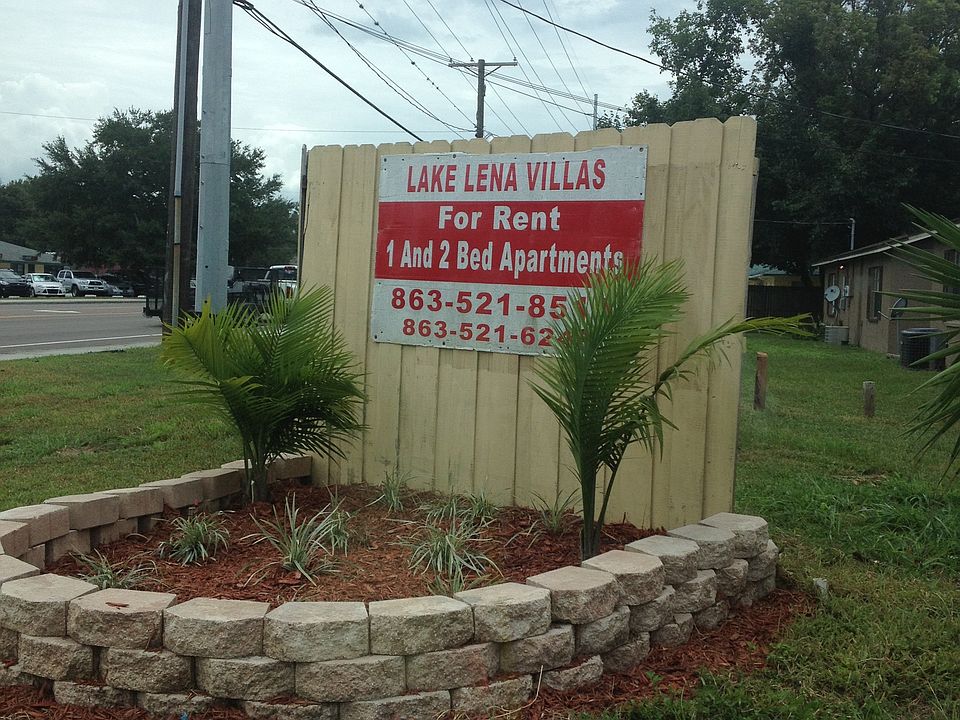 LAKE LENA VILLAS
For Rent
1 And 2 Bed Apartments
863-521-85
863-521-62